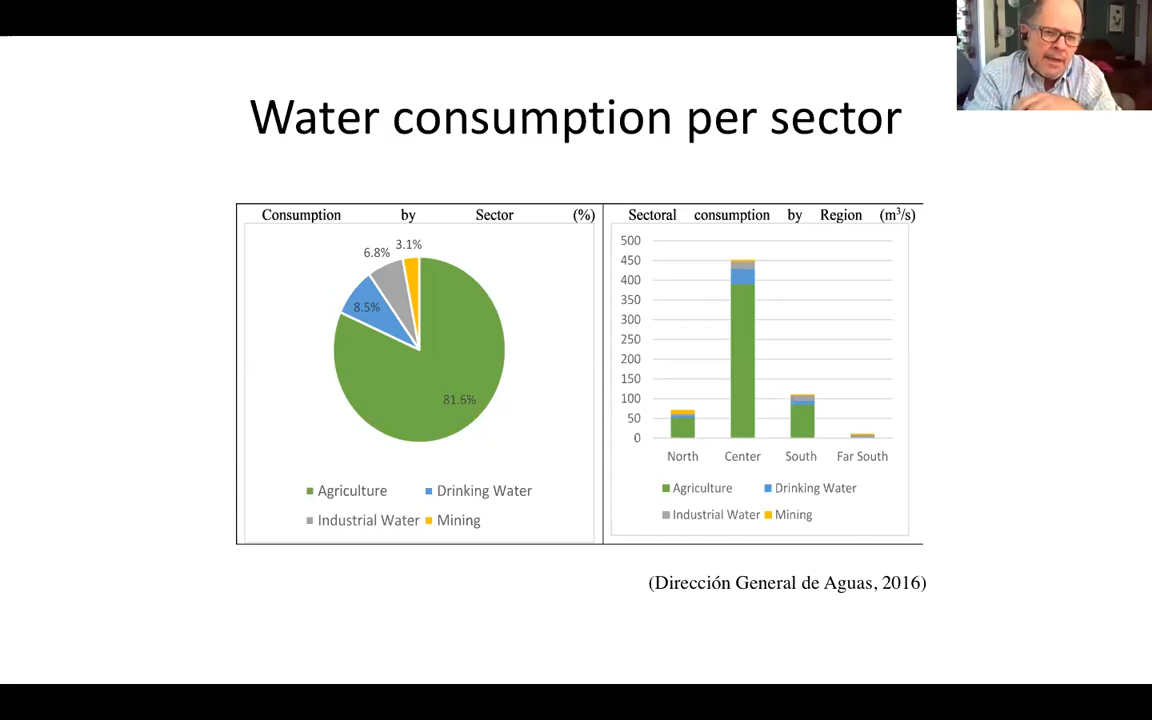 Water consumption per sector
Consumption by Sector (%)
6.8%
3.1%
8.5%
81.6%
Agriculture
Drinking Water
Industrial Water
Mining
Sectoral consumption by Region (m³/s)
500
450
400
350
300
250
200
150
100
50
0
North
Center
South
Far South
Agriculture
Drinking Water
Industrial Water
Mining
(Dirección General de Aguas, 2016)